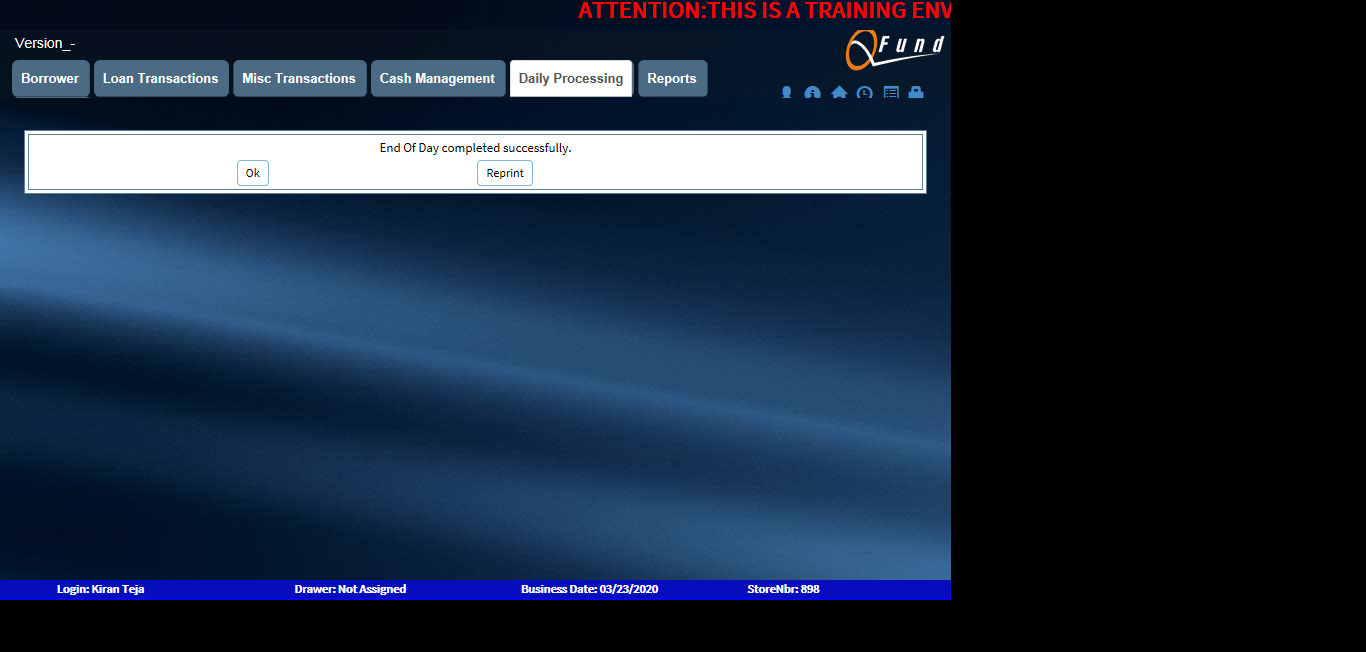 ATTENTION:THIS IS A TRAINING ENV
Version_-
QFund
Borrower Loan Transactions Misc Transactions Cash Management Daily Processing Reports
End Of Day completed successfully.
Ok Reprint
Login: Kiran Teja Drawer: Not Assigned Business Date: 03/23/2020 StoreNbr: 898